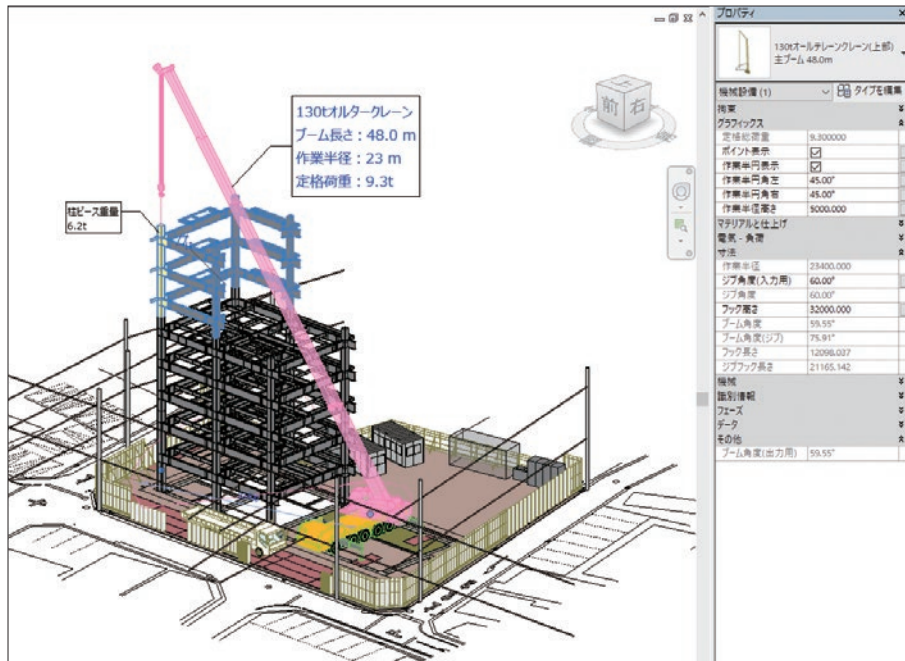 130tオルタークレーン
ブーム長さ：48.0 m
作業半径：23 m
定格荷重：9.3t
柱ピース重量
6.2t
上
前
右
プロパティ
130tオールテレーンクレーン(上部)
主ブーム 48.0m
機械設備 (1)
タイプを編集
拘束
グラフィックス
定格総荷重 9.300000
ポイント表示
作業半円表示
作業半円角左 45.00°
作業半円角右 45.00°
作業半径高さ 5000.000
マテリアルと仕上げ
電気 - 負荷
寸法
作業半径 23400.000
ジブ角度(入力用) 60.00°
ジブ角度 60.00°
フック高さ 32000.000
ブーム角度 59.55°
ブーム角度(ジブ) 75.91°
フック長さ 12098.037
ジブフック長さ 21165.142
機械
識別情報
フェーズ
データ
その他
ブーム角度(出力用) 59.55°